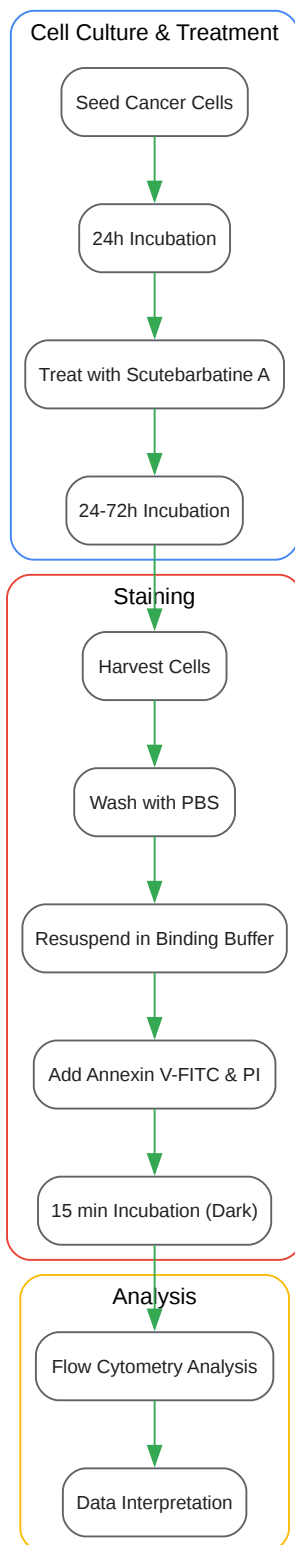 Cell Culture & Treatment
Seed Cancer Cells
24h Incubation
Treat with Scutebarbatine A
24-72h Incubation
Staining
Harvest Cells
Wash with PBS
Resuspend in Binding Buffer
Add Annexin V-FITC & PI
15 min Incubation (Dark)
Analysis
Flow Cytometry Analysis
Data Interpretation